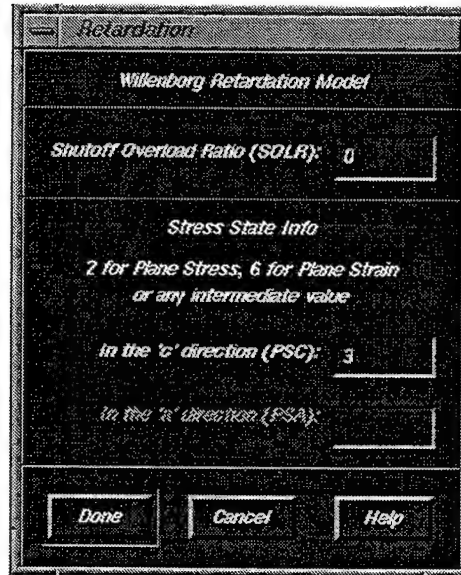 Retardation
Willenborg Retardation Model
Shutoff Overload Ratio (SOLR): 0
Stress State Info
2 for Plane Stress, 6 for Plane Strain
or any intermediate value
In the 'c' direction (PSC): 3
In the 'a' direction (PSA):
Done Cancel Help